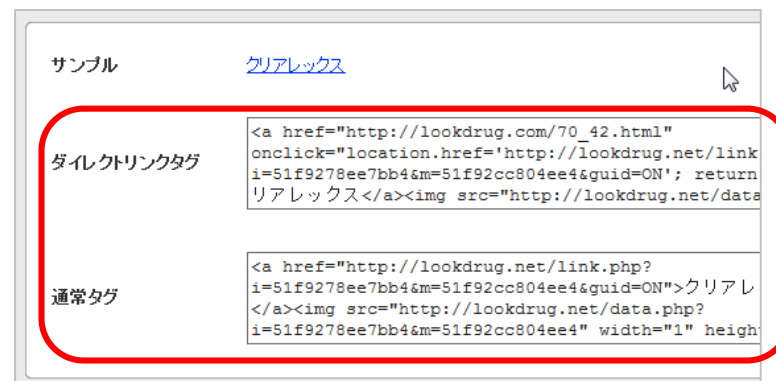 サンプル
クリアレックス
ダイレクトリンクタグ
<a href="http://lookdrug.com/70_42.html"
onclick="location.href='http://lookdrug.net/link
i=51f9278ee7bb4&m=51f92cc804ee4&guid=ON'; return
リアレックス</a><img src="http://lookdrug.net/data
通常タグ
<a href="http://lookdrug.net/link.php?
i=51f9278ee7bb4&m=51f92cc804ee4&guid=ON">クリアレ
</a><img src="http://lookdrug.net/data.php?
i=51f9278ee7bb4&m=51f92cc804ee4" width="1" heigh